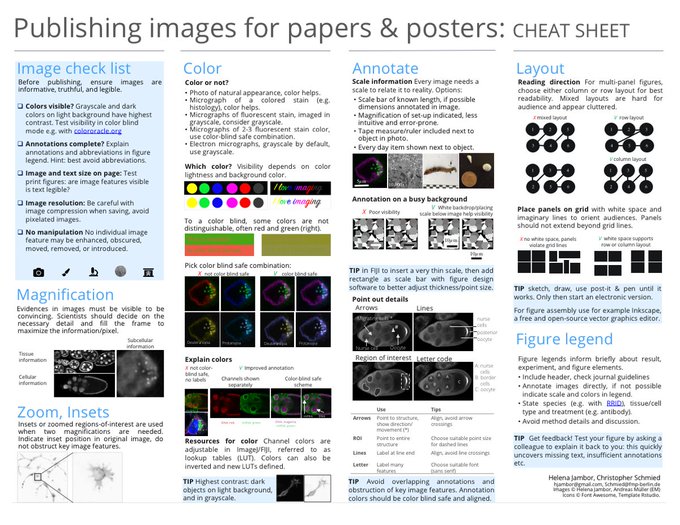 Publishing images for papers & posters: CHEAT SHEET
Image check list
Before publishing, ensure images are
informative, truthful, and legible.
Colors visible? Grayscale and dark
colors on light background have highest
contrast. Test visibility in color blind
mode e.g. with colororacle.org
Annotations complete? Explain
annotations and abbreviations in figure
legend. Hint: best avoid abbreviations.
Image and text size on page: Test
print figures: are image features visible
is text legible?
Image resolution: Be careful with
image compression when saving, avoid
pixelated images.
No manipulation No individual image
feature may be enhanced, obscured,
moved, removed, or introduced.
Magnification
Evidences in images must be visible to be
convincing. Scientists should decide on the
necessary detail and fill the frame to
maximize the information/pixel.
Subcellular
information
Tissue
information
Cellular
information
Zoom, Insets
Insets or zoomed regions-of-interest are used
when two magnifications are needed.
Indicate inset position in original image, do
not obstruct key image features.
Color
Color or not?
• Photo of natural appearance, color helps.
• Micrograph of a colored stain (e.g.
histology), color helps.
• Micrographs of fluorescent stain, imaged in
grayscale, consider grayscale.
• Micrographs of 2-3 fluorescent stain color,
use color-blind safe combination.
• Electron micrographs, grayscale by default,
use grayscale.
Which color? Visibility depends on color
lightness and background color.
I love imaging
I love imaging
To a color blind, some colors are not
distinguishable, often red and green (right).
Pick color blind safe combination:
X not color blind safe
√ color blind safe
Deuteranopia
Protanopia
Deuteranopia
Protanopia
Explain colors
X not color-
blind safe,
no labels
√ Improved annotation
Channels shown
separately
Color-blind safe
scheme
Resources for color Channel colors are
adjustable in ImageJ/FIJI, referred to as
lookup tables (LUT). Colors can also be
inverted and new LUTs defined.
TIP Highest contrast: dark
objects on light background,
and in grayscale.
Annotate
Scale information Every image needs a
scale to relate it to reality. Options:
• Scale bar of known length, if possible
dimensions annotated in image.
• Magnification of set-up indicated, less
intuitive and error-prone.
• Tape measure/ruler included next to
object in photo.
• Every day item shown next to object.
Annotation on a busy background
X Poor visibility
√ White backdrop/placing
scale below image help visibility
10µm
TIP in FIJI to insert a very thin scale, then add
rectangle as scale bar with figure design
software to better adjust thickness/point size.
Point out details
Arrows
Lines
Migrating cells
Nurse cells
Oocyte
nurse
cells
posterior
oocyte
Region of interest
Letter code
A: nurse
cells
B: border
cells
C: oocyte
Use
Tips
Arrows
Point to structure,
show direction/
movement (*)
Align, avoid arrow
crossings
ROI
Point to entire
structure
Choose suitable point size
for dashed lines
Lines
Label at line end
Align, avoid line crossings
Letter
Label many
features
Choose suitable font
(sans serif)
TIP Avoid overlapping annotations and
obstruction of key image features. Annotation
colors should be color blind safe and aligned.
Layout
Reading direction For multi-panel figures,
choose either column or row layout for best
readability. Mixed layouts are hard for
audience and appear cluttered.
X mixed layout
√ row layout
√ column layout
Place panels on grid with white space and
imaginary lines to orient audiences. Panels
should not extend beyond grid lines.
X no white space, panels
violate grid lines
√ white space supports
row or column layout
TIP sketch, draw, use post-it & pen until it
works. Only then start an electronic version.
For figure assembly use for example Inkscape,
a free and open-source vector graphics editor.
Figure legend
Figure legends inform briefly about result,
experiment, and figure elements.
• Include header, check journal guidelines
• Annotate images directly, if not possible
indicate scale and colors in legend.
• State species (e.g. with RRID), tissue/cell
type and treatment (e.g. antibody).
• Avoid method details and discussion.
TIP Get feedback! Test your figure by asking a
colleague to explain it back to you; this quickly
uncovers missing text, insufficient annotations
etc.
Helena Jambor, Christopher Schmied
hjambor@gmail.com, Schmied@fmp-berlin.de
Images © Helena Jambor, Andreas Müller (EM)
Icons © Font Awesome, Template Rstudio.